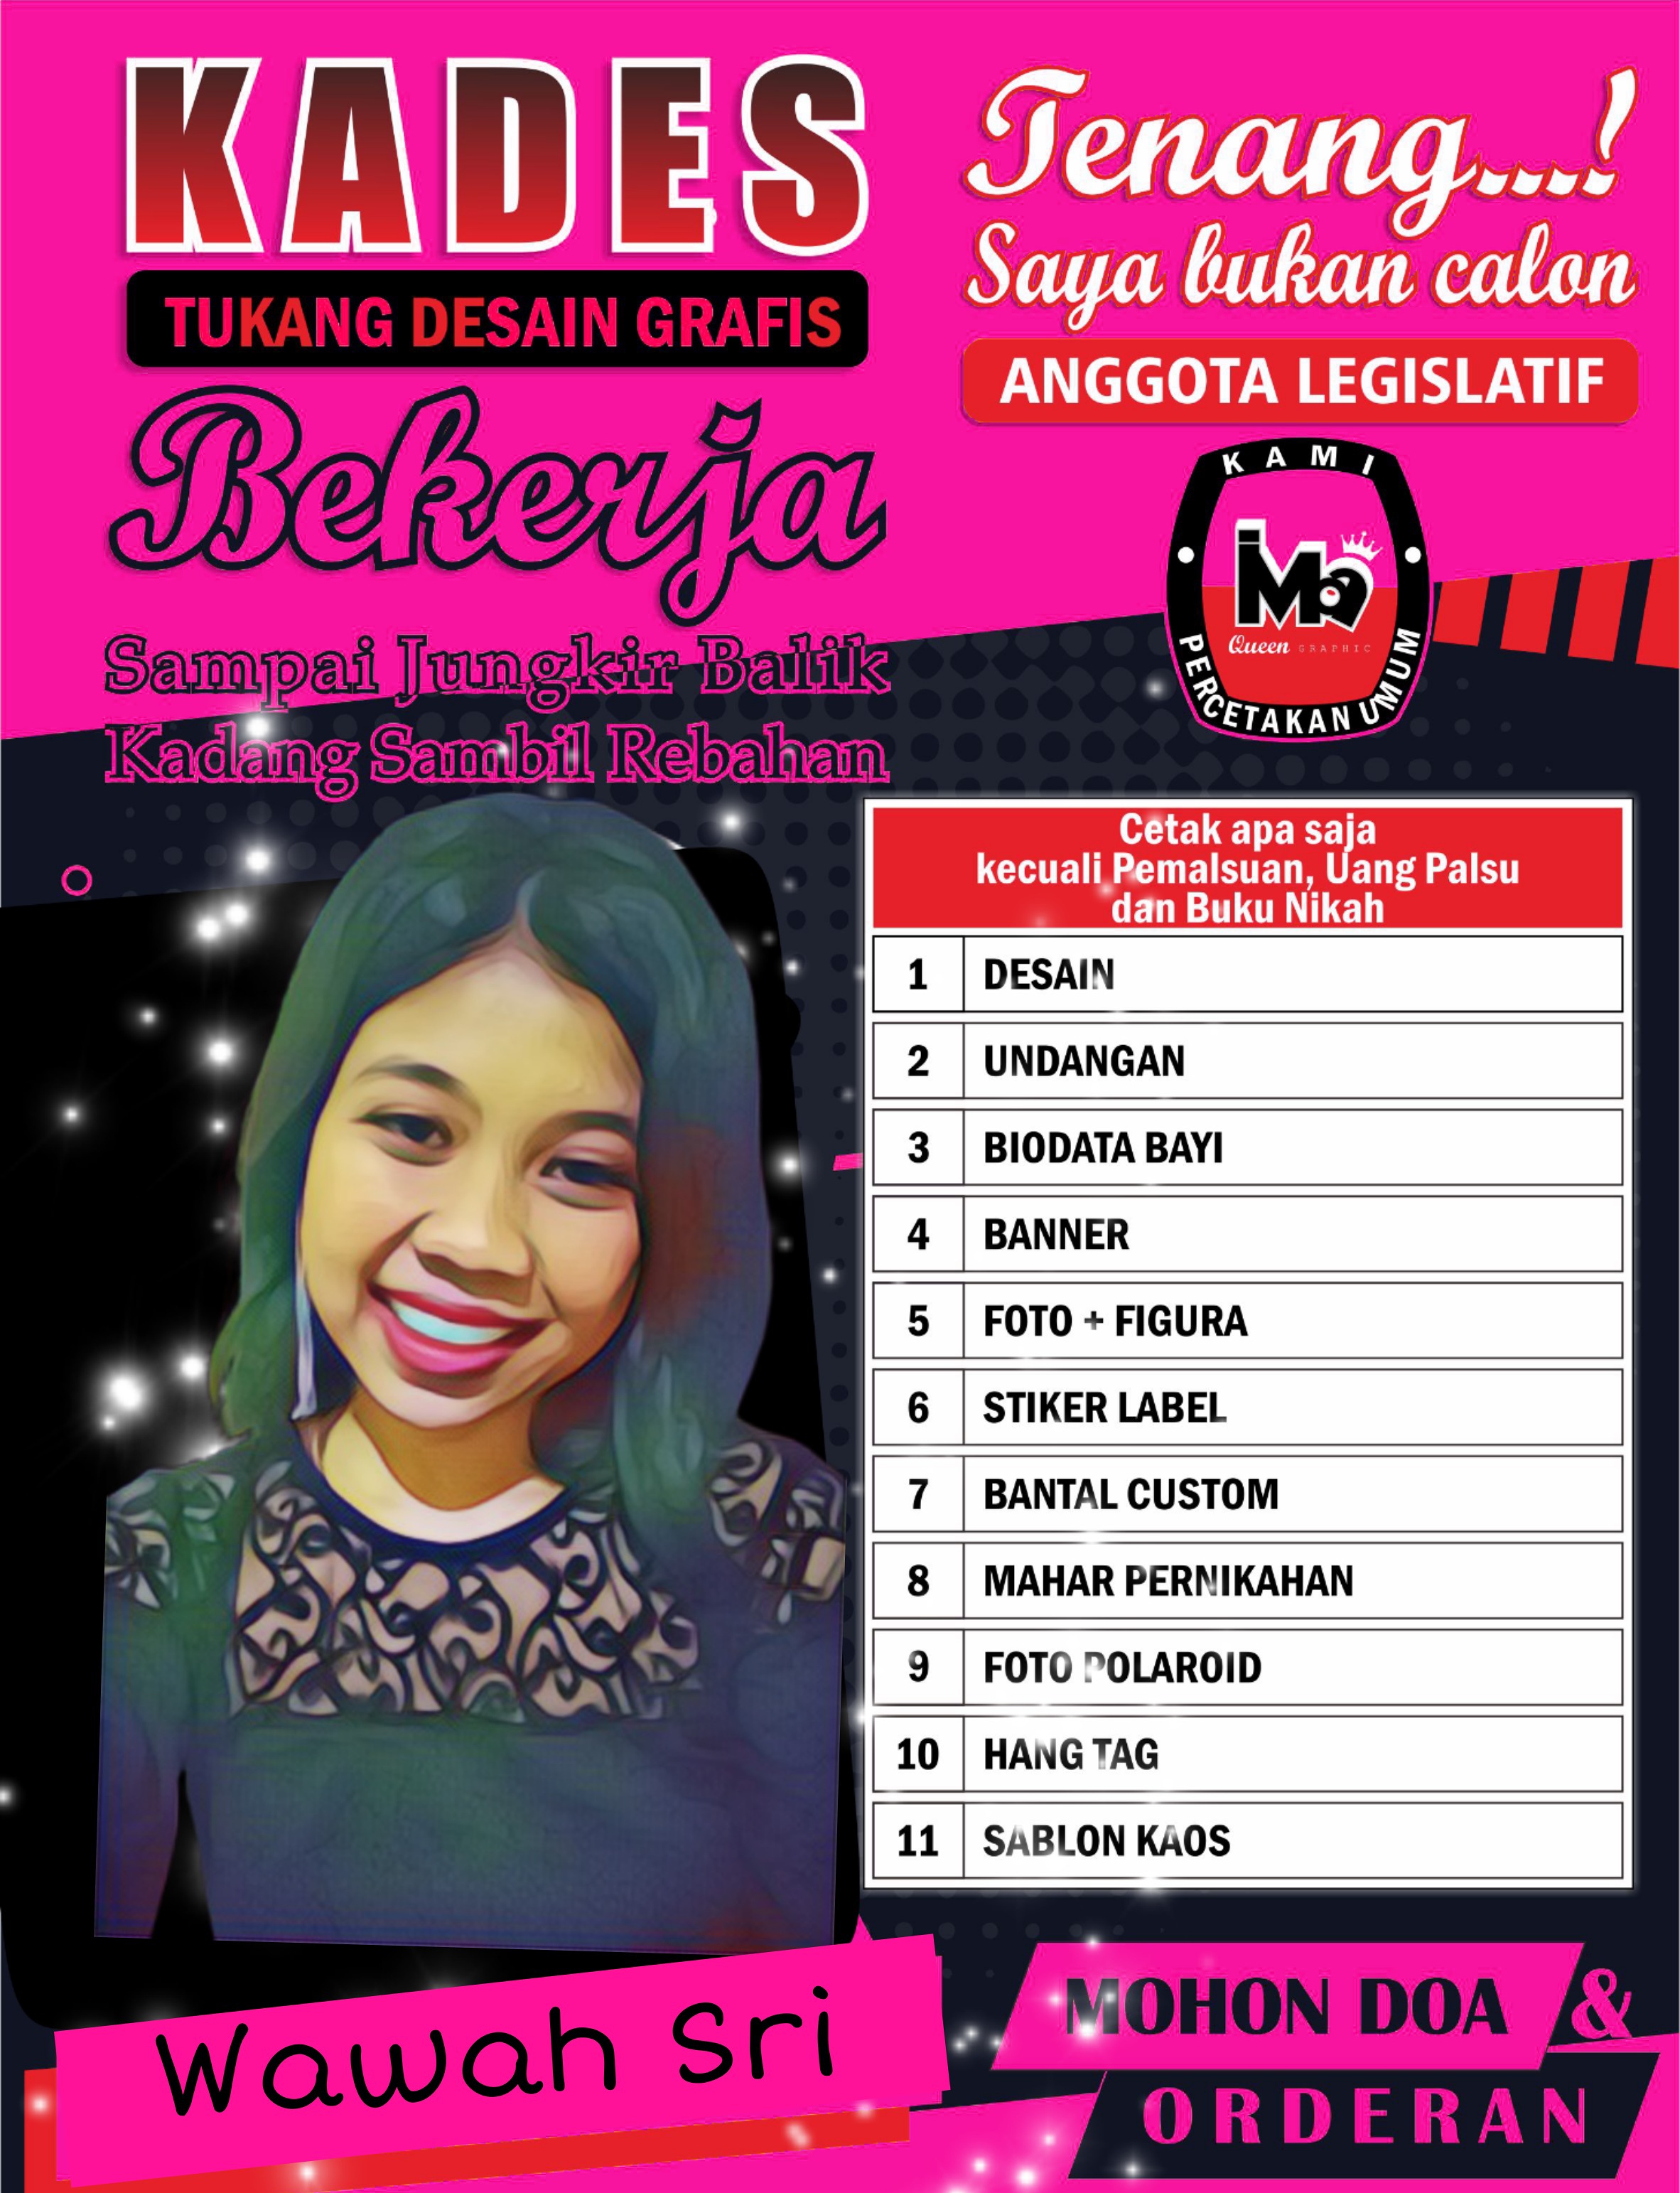 KADES
TUKANG DESAIN GRAFIS
Bekerja
Sampai Jungkir Balik
Kadang Sambil Rebahan
Tenang....!
Saya bukan calon
ANGGOTA LEGISLATIF
KAMI
iMa
Queen GRAPHIC
PERCETAKAN UMUM
Cetak apa saja
kecuali Pemalsuan, Uang Palsu
dan Buku Nikah
1 DESAIN
2 UNDANGAN
3 BIODATA BAYI
4 BANNER
5 FOTO + FIGURA
6 STIKER LABEL
7 BANTAL CUSTOM
8 MAHAR PERNIKAHAN
9 FOTO POLAROID
10 HANG TAG
11 SABLON KAOS
Wawah Sri
MOHON DOA &
ORDERAN